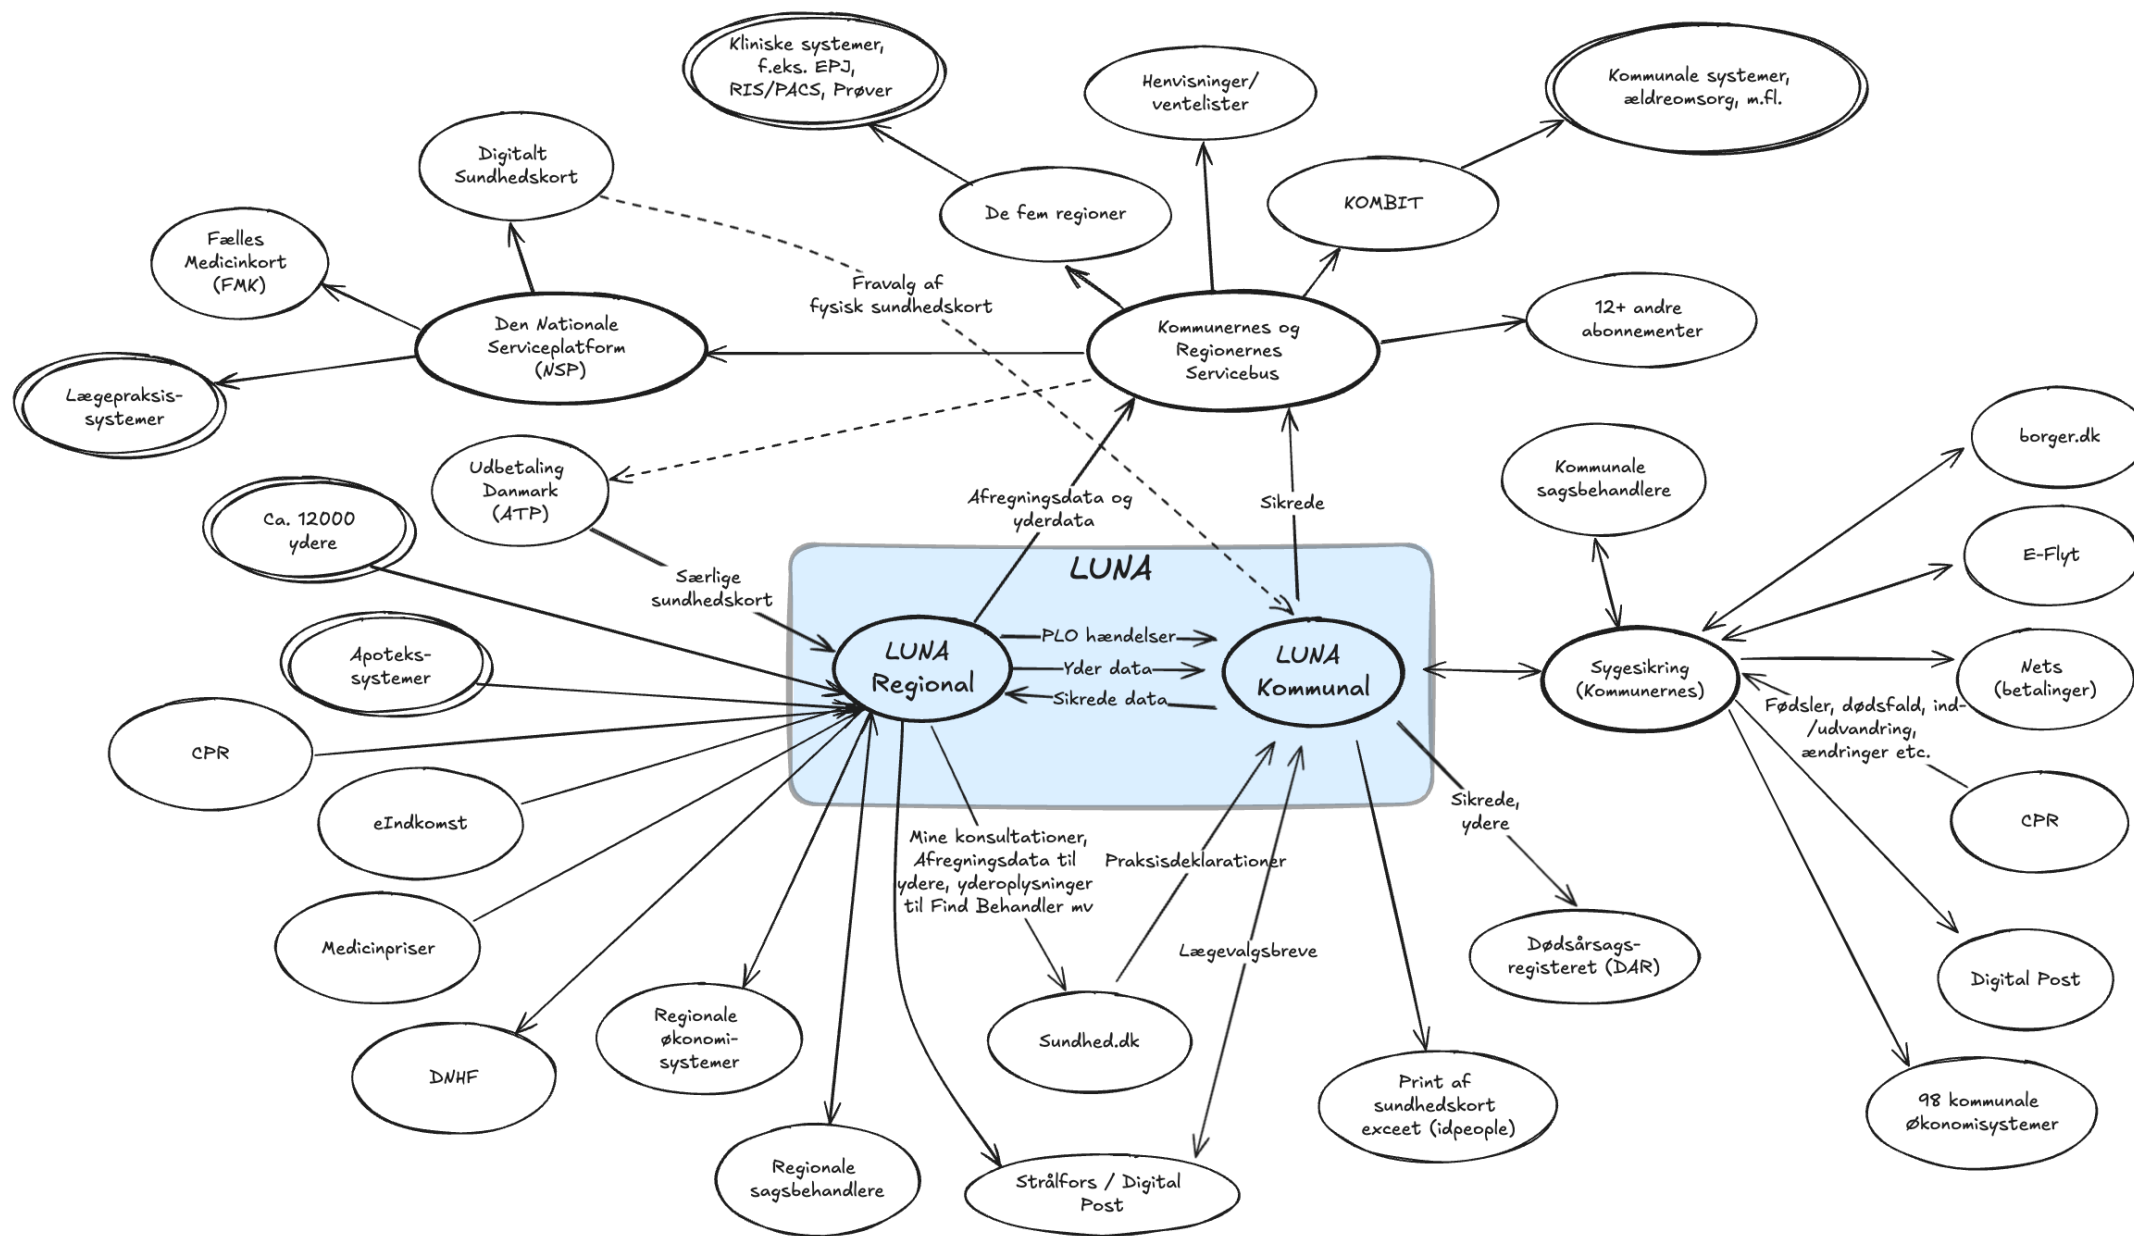 Kliniske systemer,
f.eks. EPJ,
RIS/PACS, Prøver
Henvisninger/
ventelister
Kommunale systemer,
ældreomsorg, m.fl.
Digitalt
Sundhedskort
De fem regioner
KOMBIT
Fælles
Medicinkort
(FMK)
Fravalg af
fysisk sundhedskort
12+ andre
abonnementer
Den Nationale
Serviceplatform
(NSP)
Kommunernes og
Regionernes
Servicebus
Lægepraksis-
systemer
borger.dk
Udbetaling
Danmark
(ATP)
Kommunale
sagsbehandlere
Afregningsdata og
yderdata
Sikrede
Ca. 12000
ydere
E-Flyt
LUNA
Særlige
sundhedskort
LUNA
Regional
PLO hændelser
Yder data
Sikrede data
LUNA
Kommunal
Sygesikring
(Kommunernes)
Nets
(betalinger)
Apoteks-
systemer
Fødsler, dødsfald, ind-
/udvandring,
ændringer etc.
CPR
eIndkomst
Sikrede,
ydere
CPR
Mine konsultationer,
Afregningsdata til
ydere, yderoplysninger
til Find Behandler mv
Praksisdeklarationer
Medicinpriser
Lægevalgsbreve
Dødsårsags-
registeret (DAR)
Digital Post
Regionale
økonomi-
systemer
Sundhed.dk
DNHF
Print af
sundhedskort
exceet (idpeople)
98 kommunale
Økonomisystemer
Regionale
sagsbehandlere
Strålfors / Digital
Post